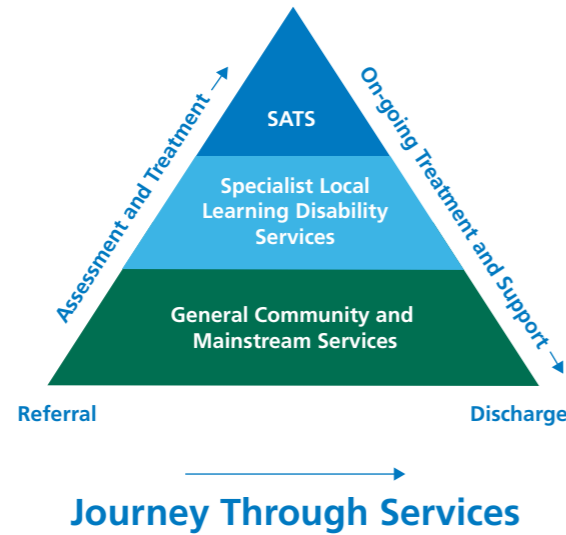 SATS
Assessment and Treatment
On-going Treatment and Support
Specialist Local
Learning Disability
Services
General Community and
Mainstream Services
Referral
Discharge
Journey Through Services